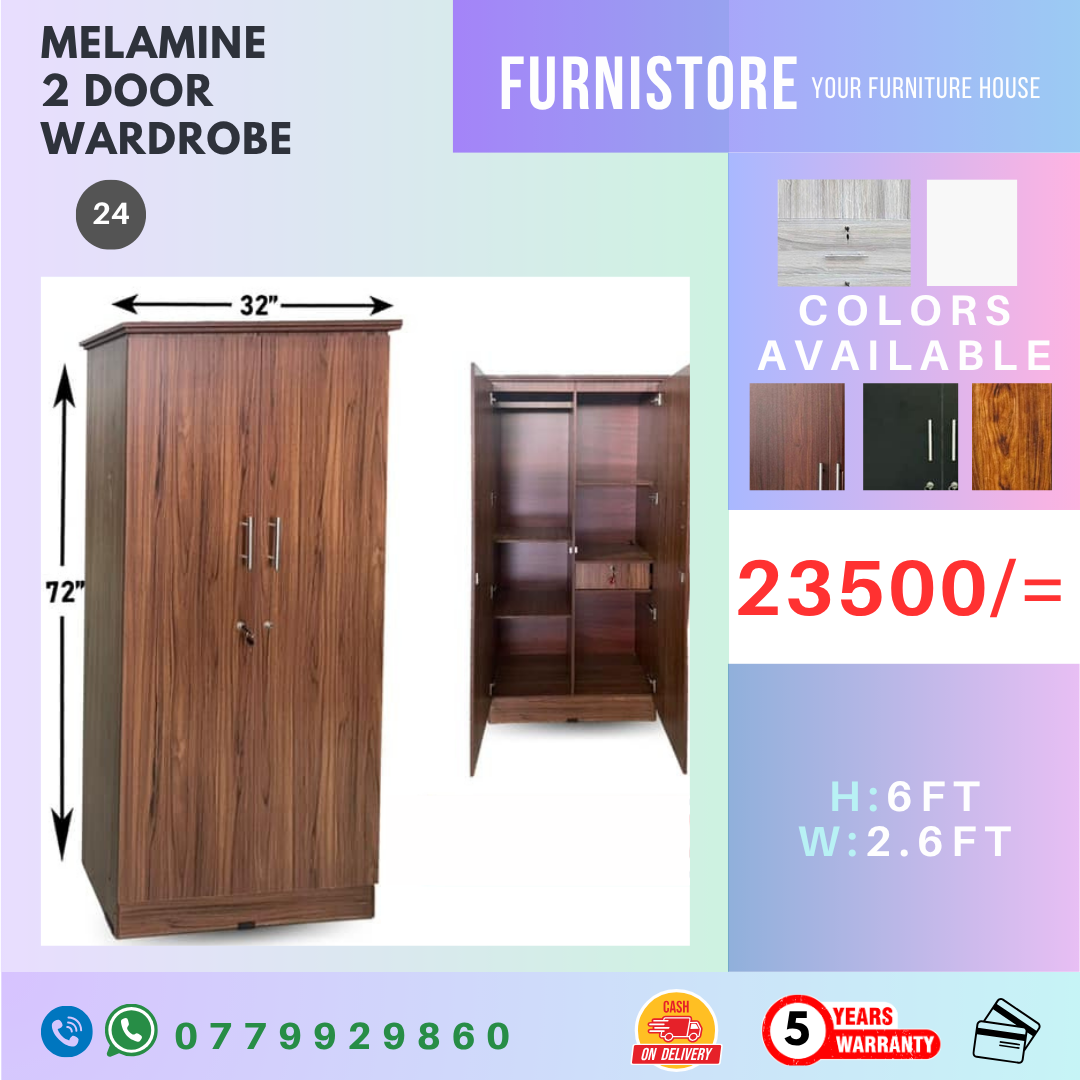 MELAMINE
2 DOOR
WARDROBE
24
FURNISTORE YOUR FURNITURE HOUSE
32”
72”
COLORS
AVAILABLE
23500/=
H:6FT
W:2.6FT
0779929860
CASH
ON DELIVERY
5 YEARS
WARRANTY